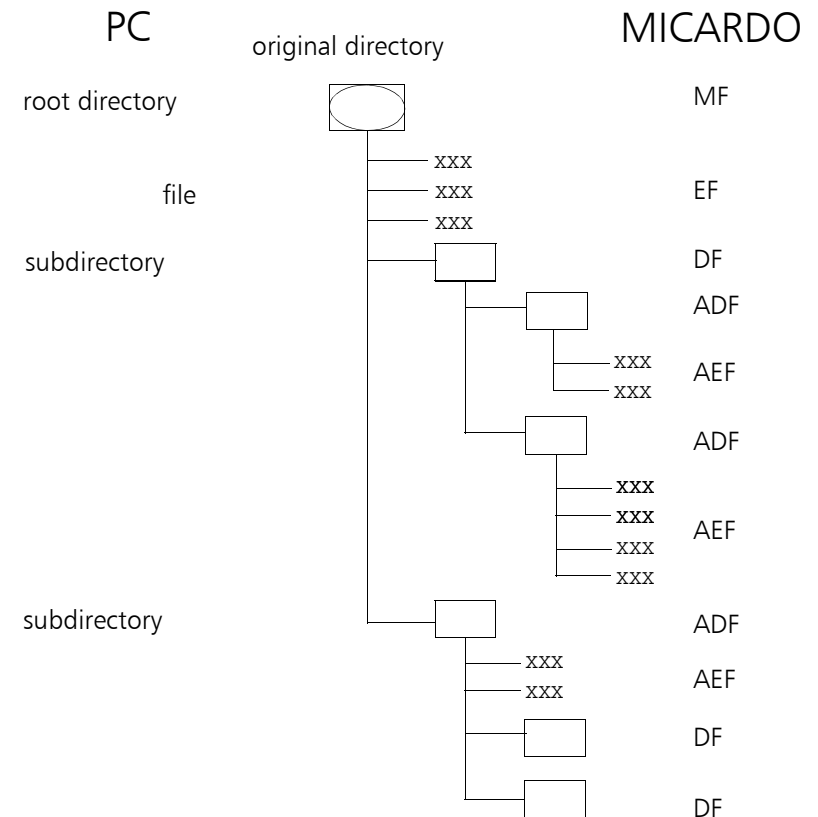 PC
MICARDO
original directory
root directory
MF
xxx
file
xxx
EF
xxx
subdirectory
DF
ADF
xxx
AEF
xxx
ADF
xxx
xxx
AEF
xxx
xxx
subdirectory
ADF
xxx
AEF
xxx
DF
DF